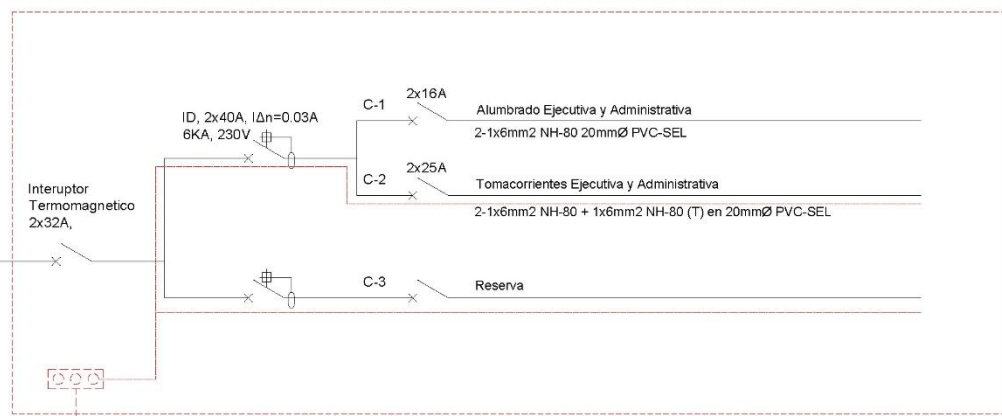 ID, 2x40A, IΔn=0.03A
6KA, 230V
C-1
2x16A
Alumbrado Ejecutiva y Administrativa
2-1x6mm2 NH-80 20mmØ PVC-SEL
C-2
2x25A
Tomacorrientes Ejecutiva y Administrativa
2-1x6mm2 NH-80 + 1x6mm2 NH-80 (T) en 20mmØ PVC-SEL
Interuptor
Termomagnetico
2x32A,
C-3
Reserva